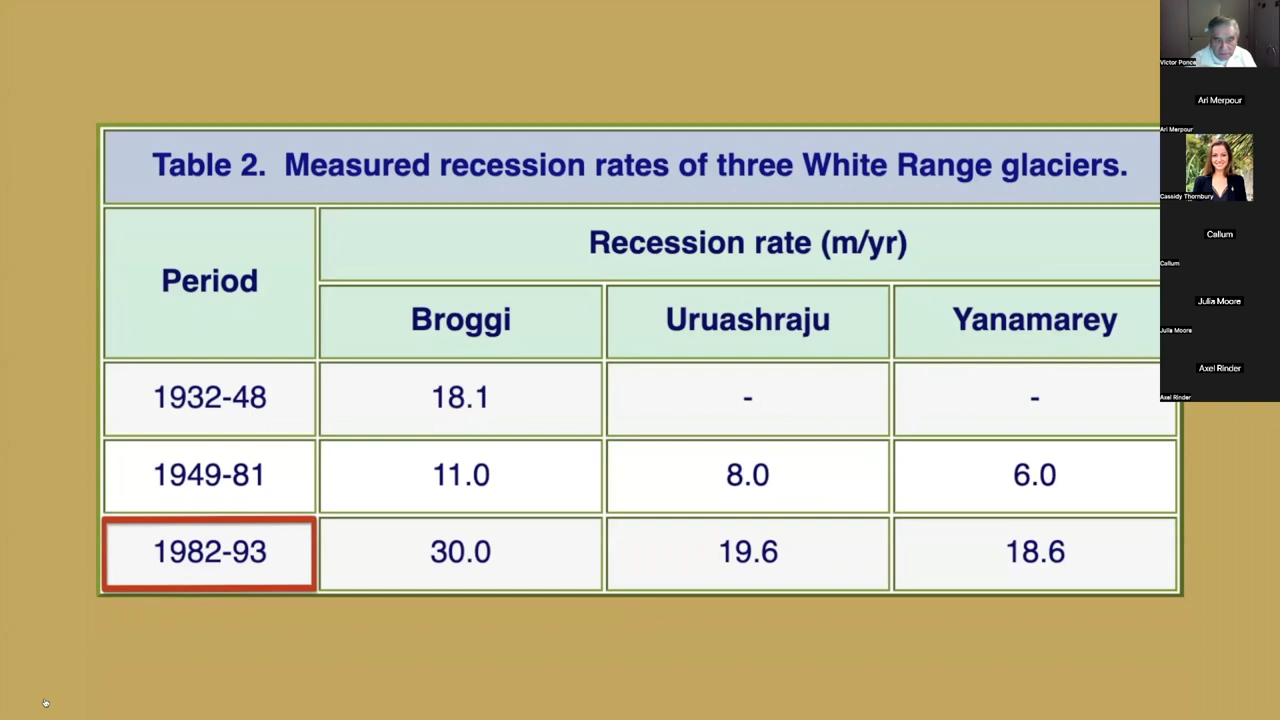 Table 2.  Measured recession rates of three White Range glaciers.
Period
Recession rate (m/yr)
Broggi Uruashraju Yanamarey
1932-48 18.1 - -
1949-81 11.0 8.0 6.0
1982-93 30.0 19.6 18.6
Victor Ponce
Ari Merpour
Ari Merpour
Cassidy Thornbury
Callum
Callum
Julia Moore
Julia Moore
Axel Rinder
Axel Rinder